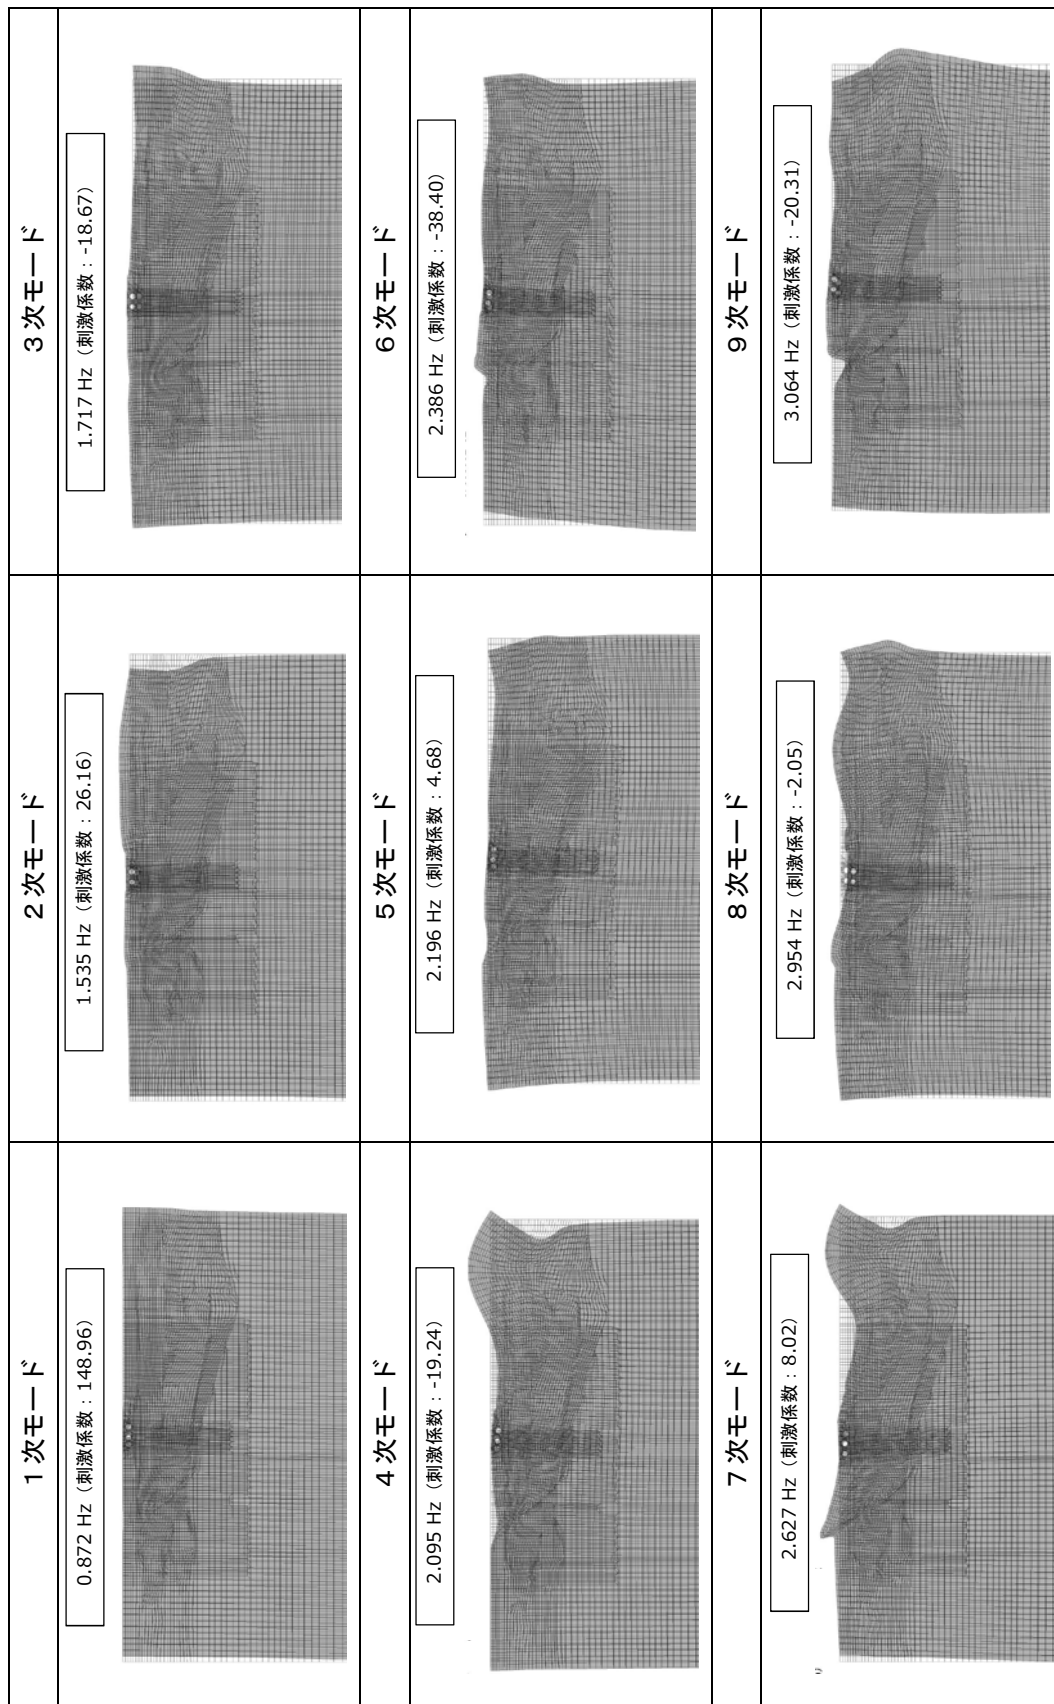 1次モード
2次モード
3次モード
0.872 Hz（刺激係数：148.96）
1.535 Hz（刺激係数：26.16）
1.717 Hz（刺激係数：-18.67）
4次モード
5次モード
6次モード
2.095 Hz（刺激係数：-19.24）
2.196 Hz（刺激係数：4.68）
2.386 Hz（刺激係数：-38.40）
7次モード
8次モード
9次モード
2.627 Hz（刺激係数：8.02）
2.954 Hz（刺激係数：-2.05）
3.064 Hz（刺激係数：-20.31）